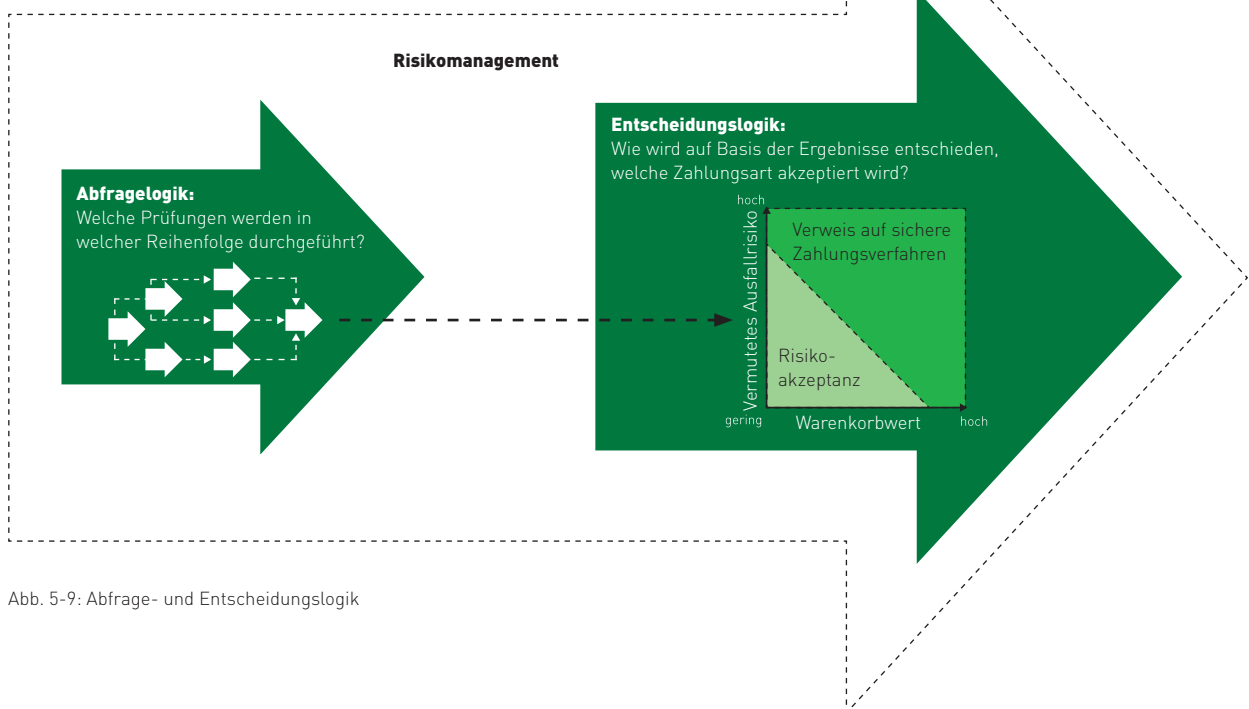 Risikomanagement
Abfragelogik:
Welche Prüfungen werden in
welcher Reihenfolge durchgeführt?
Entscheidungslogik:
Wie wird auf Basis der Ergebnisse entschieden,
welche Zahlungsart akzeptiert wird?
hoch
Vermutetes Ausfallrisiko
Verweis auf sichere
Zahlungsverfahren
Risiko-
akzeptanz
gering
Warenkorbwert
hoch
Abb. 5-9: Abfrage- und Entscheidungslogik